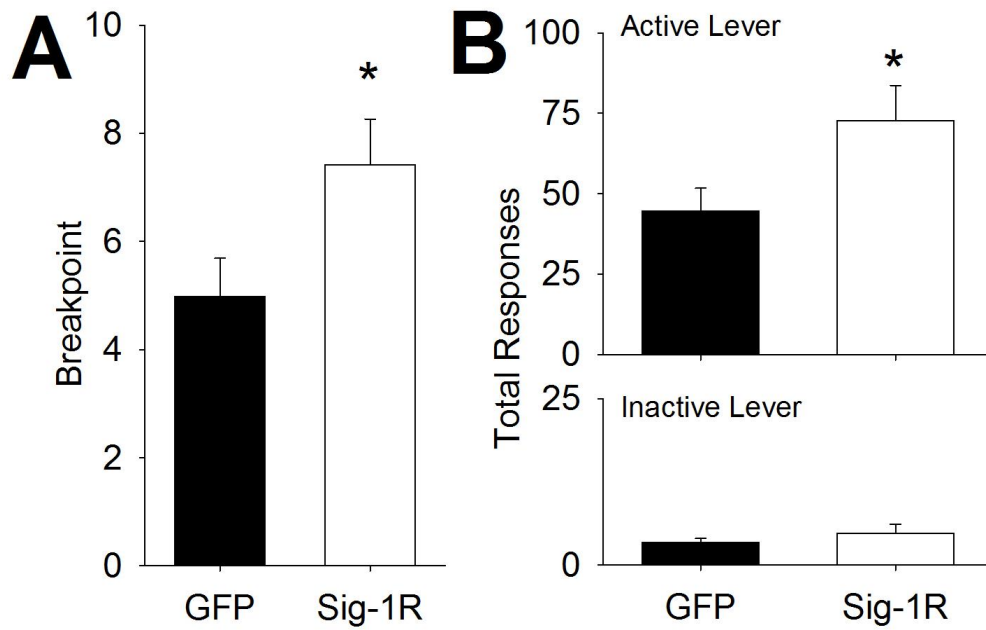 A
10
8
6
4
2
0
Breakpoint
*
GFP Sig-1R
B
Total Responses
Active Lever
100
75
50
25
0
*
Inactive Lever
25
0
GFP Sig-1R